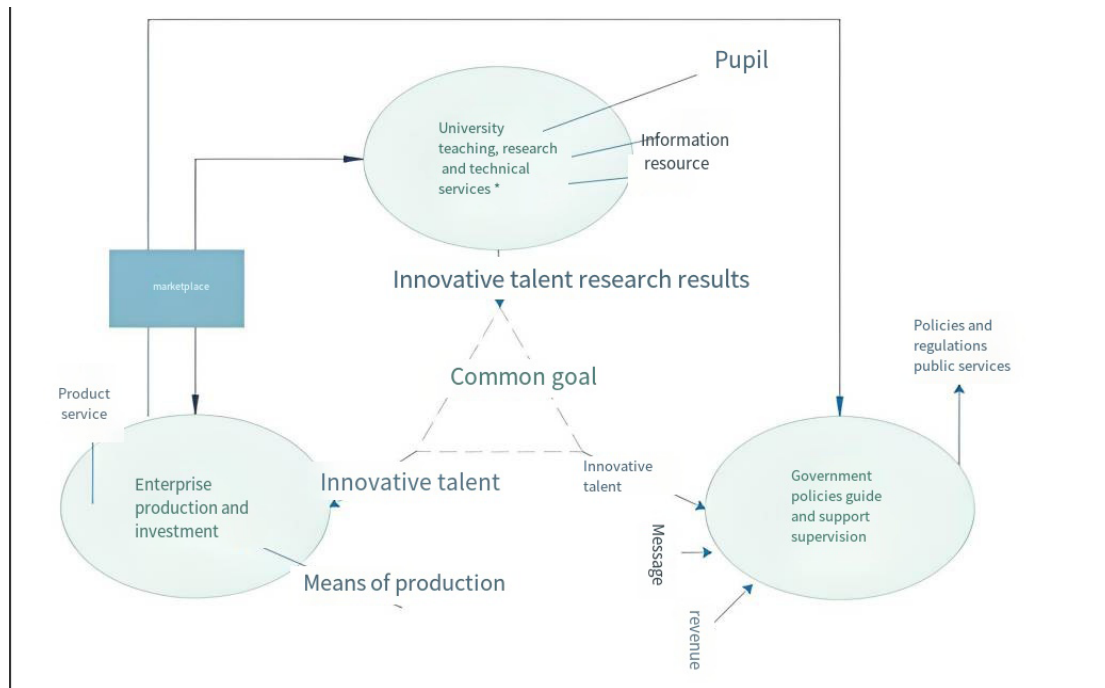 Pupil
University
teaching, research
and technical
services *
Information
resource
marketplace
Innovative talent research results
Policies and
regulations
public services
Common goal
Product
service
Innovative talent
Innovative
talent
Enterprise
production and
investment
Government
policies guide
and support
supervision
Message
Means of production
revenue